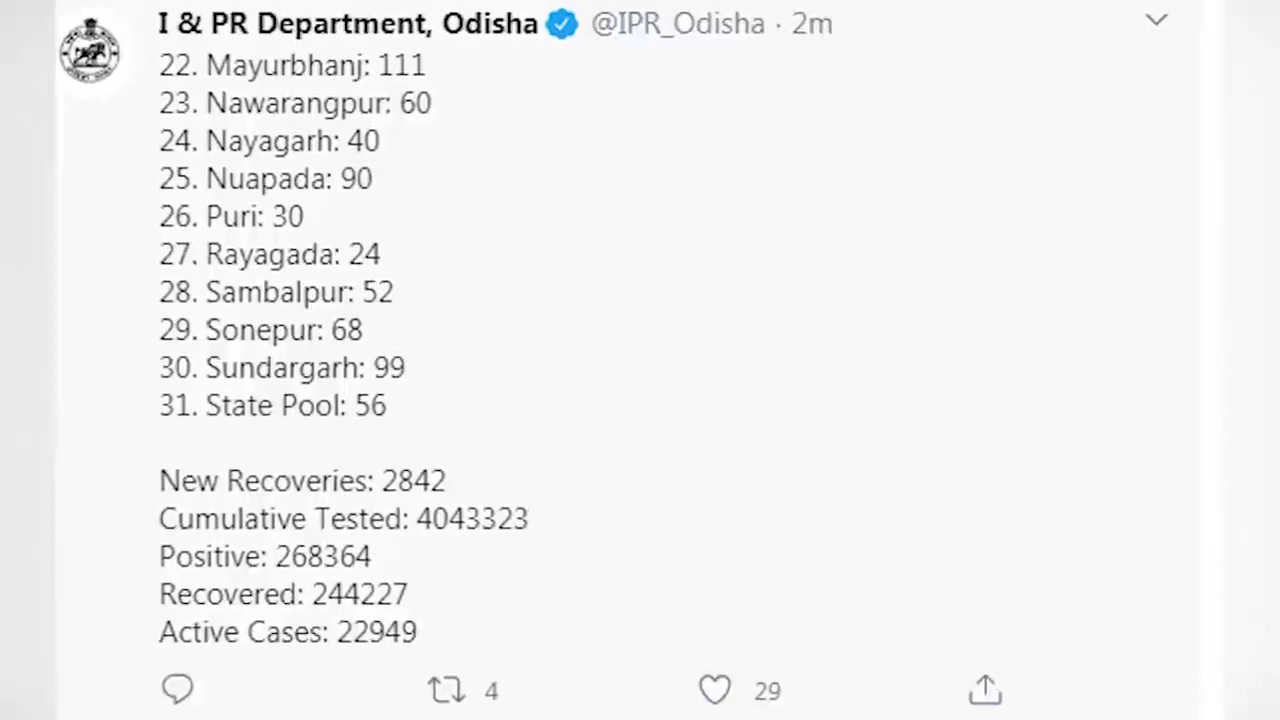 I & PR Department, Odisha @IPR_Odisha · 2m
22. Mayurbhanj: 111
23. Nawarangpur: 60
24. Nayagarh: 40
25. Nuapada: 90
26. Puri: 30
27. Rayagada: 24
28. Sambalpur: 52
29. Sonepur: 68
30. Sundargarh: 99
31. State Pool: 56
New Recoveries: 2842
Cumulative Tested: 4043323
Positive: 268364
Recovered: 244227
Active Cases: 22949
4 29